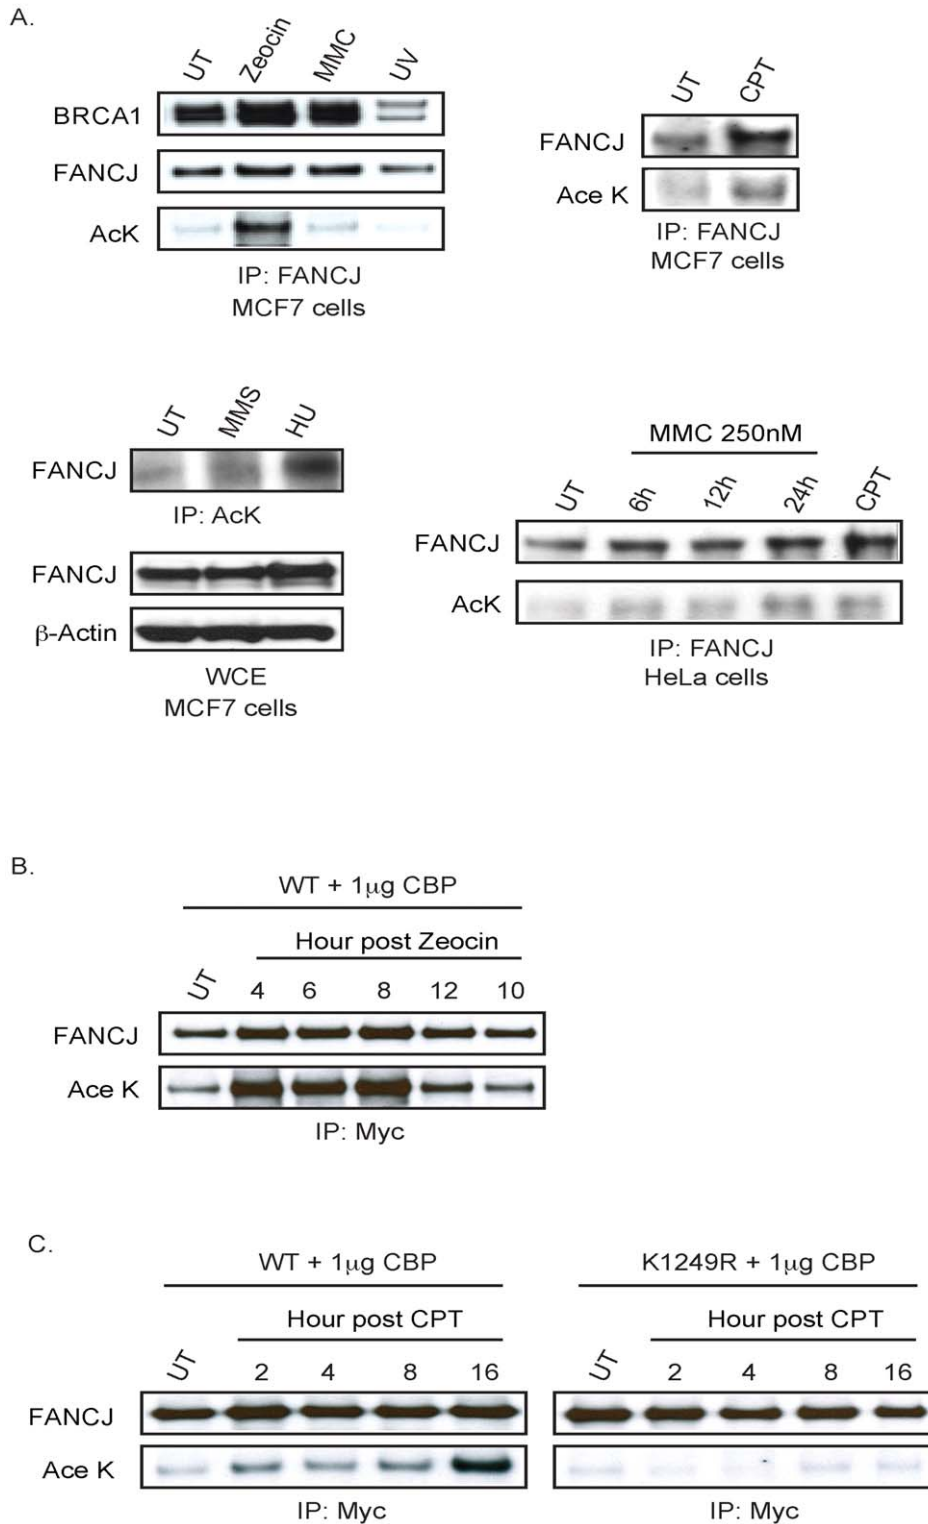 A.
UT Zeocin MMC UV
BRCA1
FANCJ
AcK
IP: FANCJ
MCF7 cells
UT CPT
FANCJ
Ace K
IP: FANCJ
MCF7 cells
UT MMS HU
FANCJ
IP: AcK
FANCJ
β-Actin
WCE
MCF7 cells
MMC 250nM
UT 6h 12h 24h CPT
FANCJ
AcK
IP: FANCJ
HeLa cells
B.
WT + 1μg CBP
Hour post Zeocin
UT 4 6 8 12 10
FANCJ
Ace K
IP: Myc
C.
WT + 1μg CBP
Hour post CPT
UT 2 4 8 16
FANCJ
Ace K
IP: Myc
K1249R + 1μg CBP
Hour post CPT
UT 2 4 8 16
IP: Myc